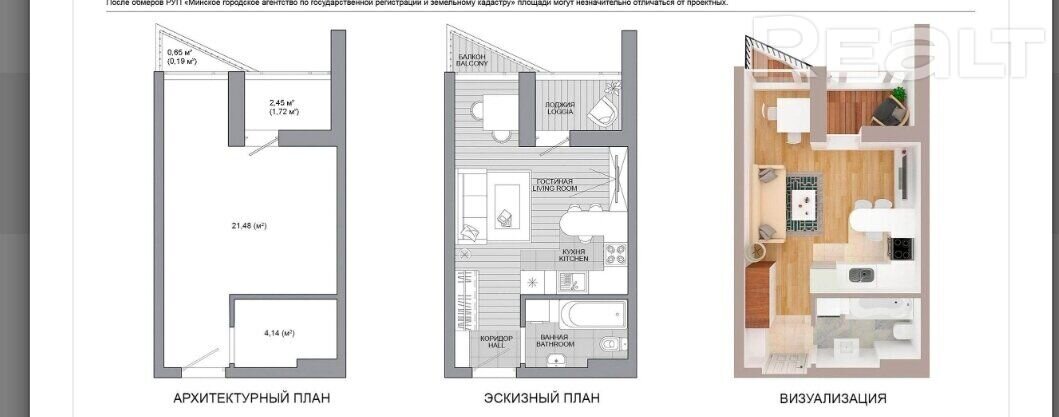 После обмеров РУП «Минское городское агентство по государственной регистрации и земельному кадастру» площади могут незначительно отличаться от проектных.
REALT
0,65 м²
(0,19 м²)
2,45 м²
(1,72 м²)
21,48 (м²)
4,14 (м²)
АРХИТЕКТУРНЫЙ ПЛАН
БАЛКОН
BALCONY
ЛОДЖИЯ
LOGGIA
ГОСТИНАЯ
LIVING ROOM
КУХНЯ
KITCHEN
КОРИДОР
HALL
ВАННАЯ
BATHROOM
ЭСКИЗНЫЙ ПЛАН
ВИЗУАЛИЗАЦИЯ